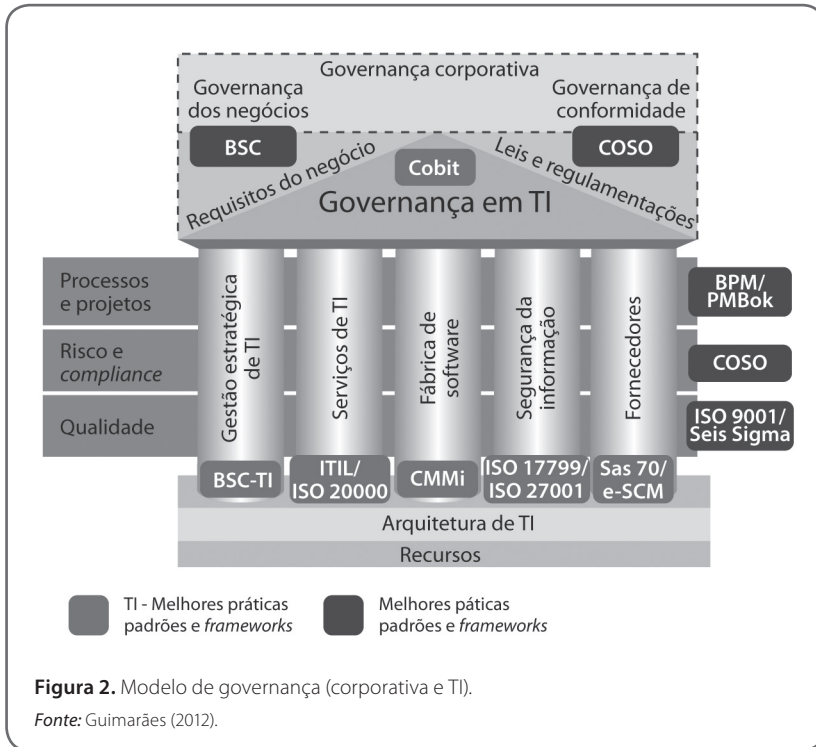 Governança corporativa
Governança
dos negócios
Governança de
conformidade
BSC
COSO
Requisitos do negócio
Cobit
Leis e regulamentações
Governança em TI
Processos
e projetos
Risco e
compliance
Qualidade
Gestão estratégica
de TI
Serviços de TI
Fábrica de
software
Segurança da
informação
Fornecedores
BPM/
PMBok
COSO
ISO 9001/
Seis Sigma
BSC-TI
ITIL/
ISO 20000
CMMi
ISO 17799/
ISO 27001
Sas 70/
e-SCM
Arquitetura de TI
Recursos
TI - Melhores práticas
padrões e frameworks
Melhores páticas
padrões e frameworks
Figura 2. Modelo de governança (corporativa e TI).
Fonte: Guimarães (2012).